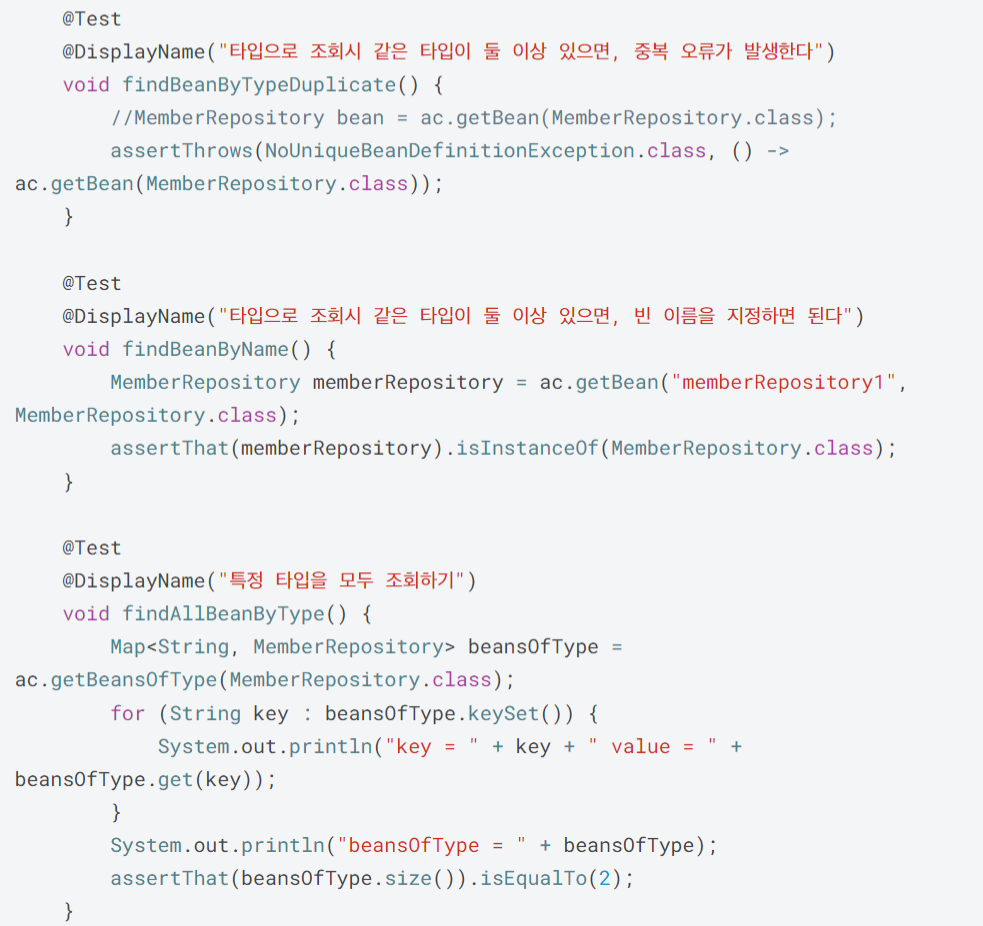 @Test
    @DisplayName("타입으로 조회시 같은 타입이 둘 이상 있으면, 중복 오류가 발생한다")
    void findBeanByTypeDuplicate() {
        //MemberRepository bean = ac.getBean(MemberRepository.class);
        assertThrows(NoUniqueBeanDefinitionException.class, () ->
ac.getBean(MemberRepository.class));
    }

    @Test
    @DisplayName("타입으로 조회시 같은 타입이 둘 이상 있으면, 빈 이름을 지정하면 된다")
    void findBeanByName() {
        MemberRepository memberRepository = ac.getBean("memberRepository1",
MemberRepository.class);
        assertThat(memberRepository).isInstanceOf(MemberRepository.class);
    }

    @Test
    @DisplayName("특정 타입을 모두 조회하기")
    void findAllBeanByType() {
        Map<String, MemberRepository> beansOfType =
ac.getBeansOfType(MemberRepository.class);
        for (String key : beansOfType.keySet()) {
            System.out.println("key = " + key + " value = " +
beansOfType.get(key));
        }
        System.out.println("beansOfType = " + beansOfType);
        assertThat(beansOfType.size()).isEqualTo(2);
    }